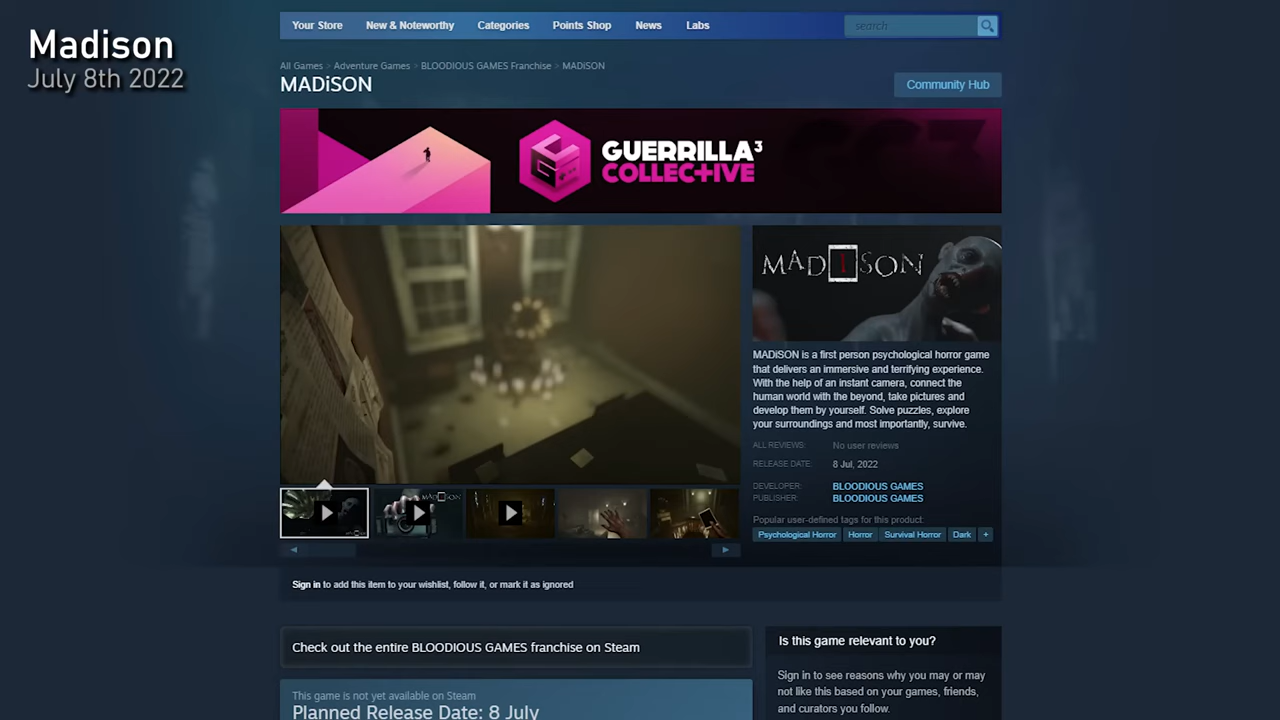 Madison
July 8th 2022
Your Store New & Noteworthy Categories Points Shop News Labs search
All Games > Adventure Games > BLOODIOUS GAMES Franchise > MADiSON
MADiSON
Community Hub
GUERRILLA³
COLLECTIVE
MADISON
MADiSON is a first person psychological horror game
that delivers an immersive and terrifying experience.
With the help of an instant camera, connect the
human world with the beyond, take pictures and
develop them by yourself. Solve puzzles, explore
your surroundings and most importantly, survive.
ALL REVIEWS: No user reviews
RELEASE DATE: 8 Jul, 2022
DEVELOPER: BLOODIOUS GAMES
PUBLISHER: BLOODIOUS GAMES
Popular user-defined tags for this product:
Psychological Horror Horror Survival Horror Dark +
MADISON
Sign in to add this item to your wishlist, follow it, or mark it as ignored
Check out the entire BLOODIOUS GAMES franchise on Steam
This game is not yet available on Steam
Planned Release Date: 8 July
Is this game relevant to you?
Sign in to see reasons why you may or may
not like this based on your games, friends,
and curators you follow.